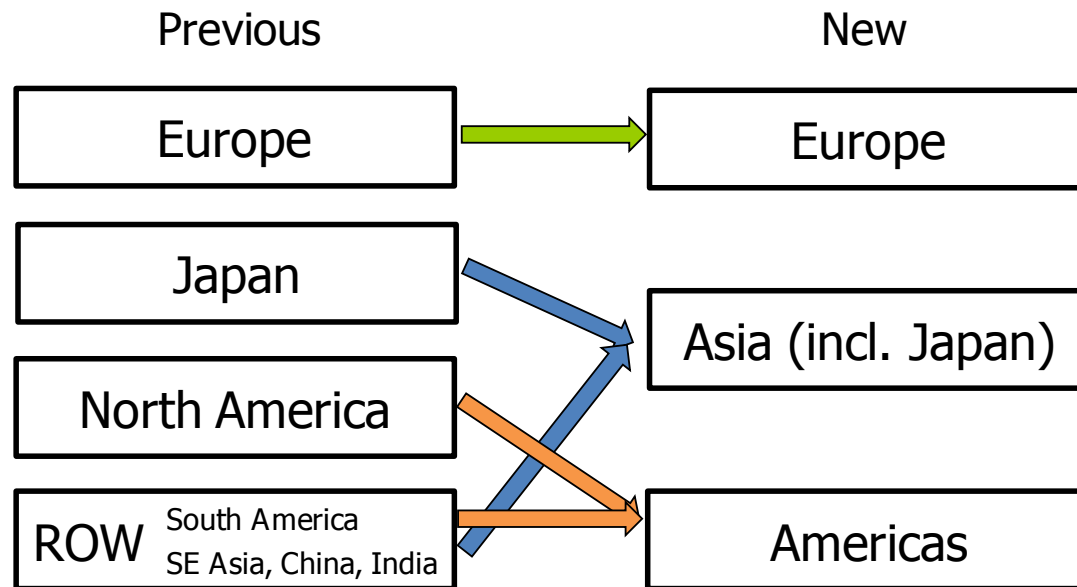 Previous
New
Europe
Europe
Japan
Asia (incl. Japan)
North America
ROW
South America
SE Asia, China, India
Americas